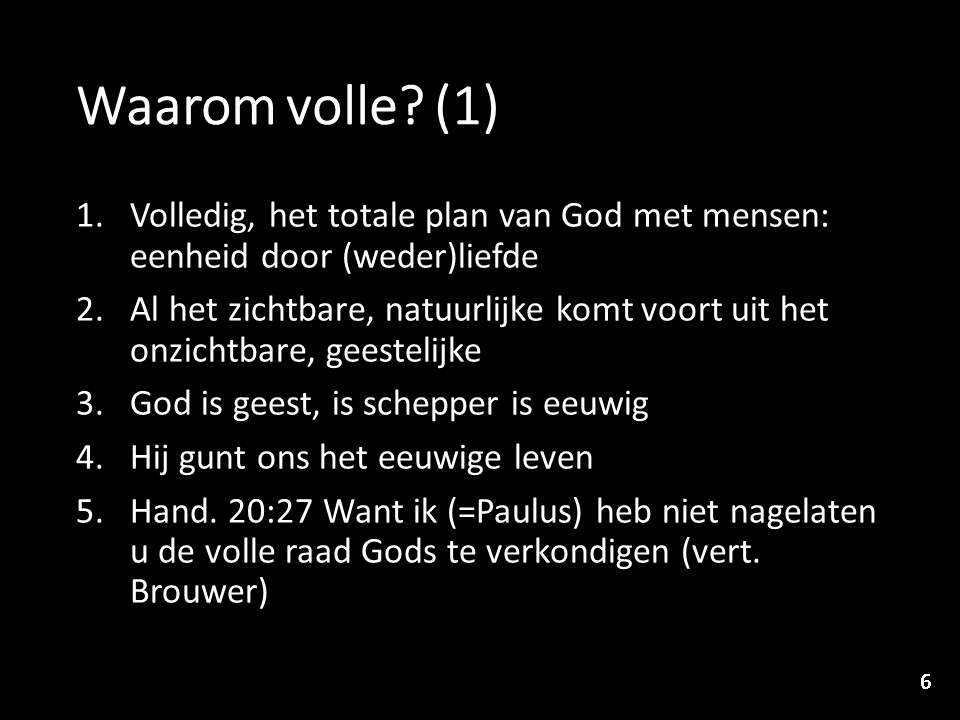 Waarom volle? (1)
1. Volledig, het totale plan van God met mensen:
eenheid door (weder)liefde
2. Al het zichtbare, natuurlijke komt voort uit het
onzichtbare, geestelijke
3. God is geest, is schepper is eeuwig
4. Hij gunt ons het eeuwige leven
5. Hand. 20:27 Want ik (=Paulus) heb niet nagelaten
u de volle raad Gods te verkondigen (vert.
Brouwer)
6